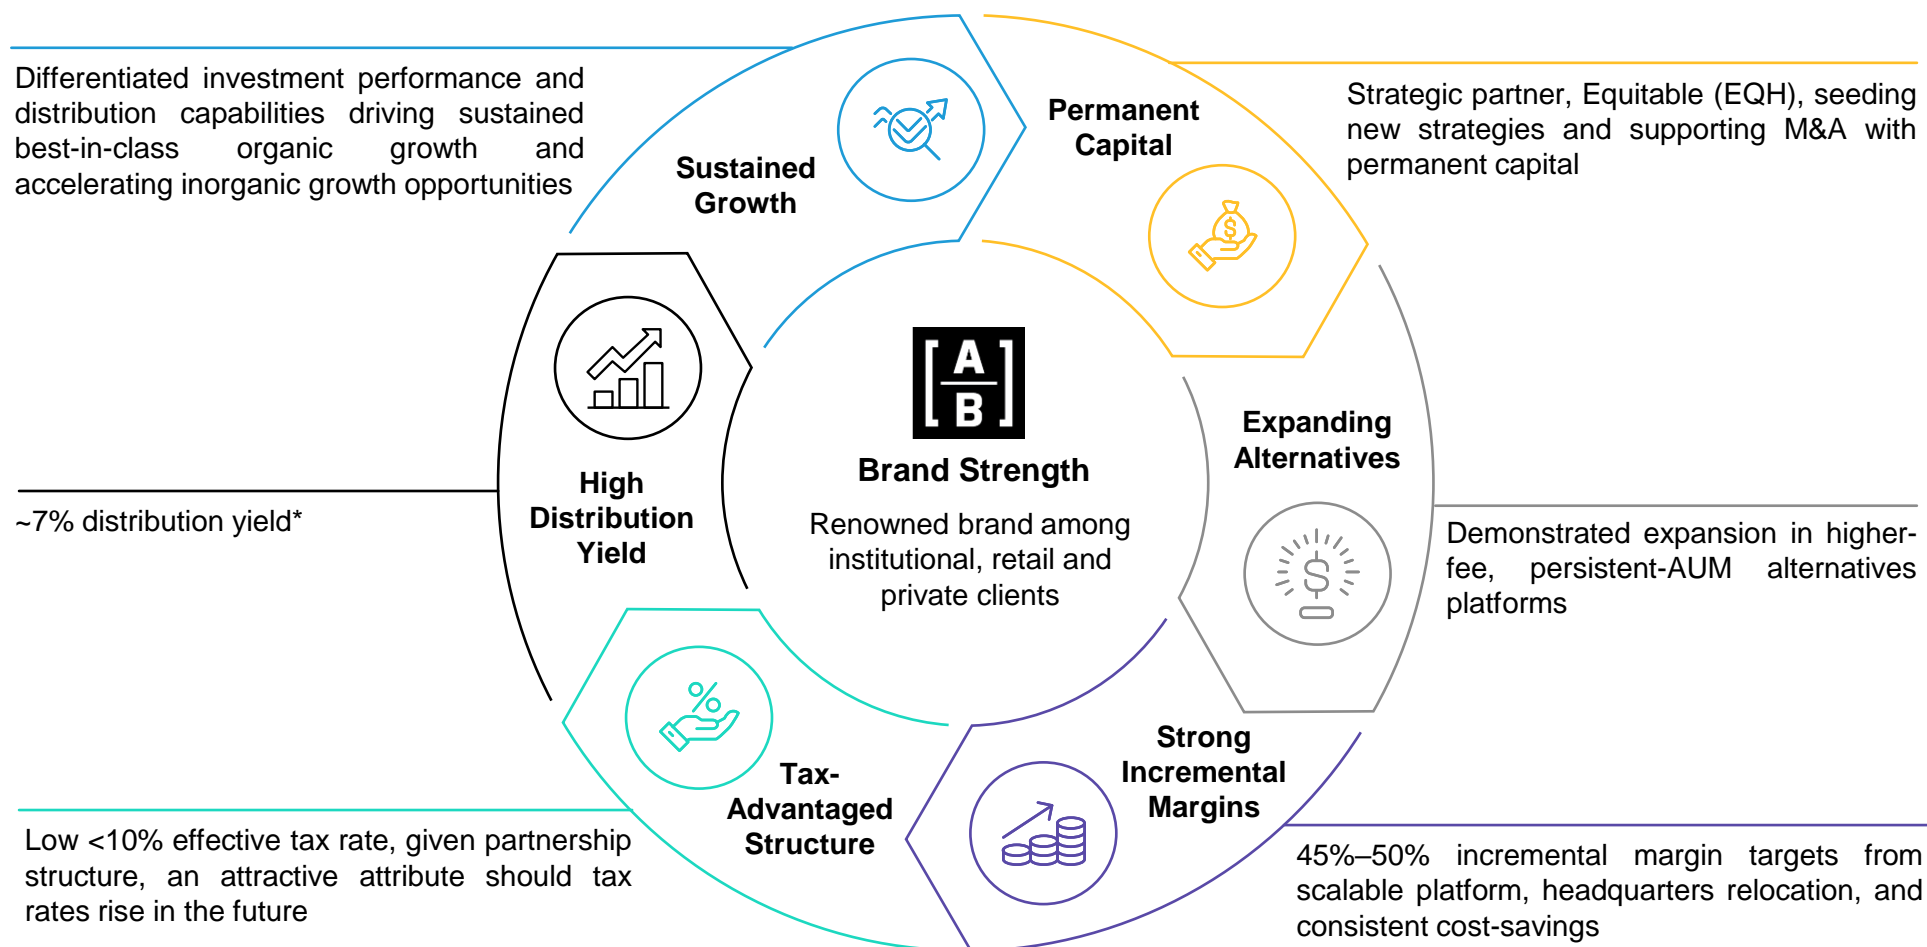 Differentiated investment performance and
distribution capabilities driving sustained
best-in-class organic growth and
accelerating inorganic growth opportunities
Sustained
Growth
Permanent
Capital
Strategic partner, Equitable (EQH), seeding
new strategies and supporting M&A with
permanent capital
$
High
Distribution
Yield
~7% distribution yield*
[A
B]
Brand Strength
Renowned brand among
institutional, retail and
private clients
Expanding
Alternatives
$
Demonstrated expansion in higher-
fee, persistent-AUM alternatives
platforms
%
Tax-
Advantaged
Structure
Low <10% effective tax rate, given partnership
structure, an attractive attribute should tax
rates rise in the future
Strong
Incremental
Margins
45%–50% incremental margin targets from
scalable platform, headquarters relocation, and
consistent cost-savings